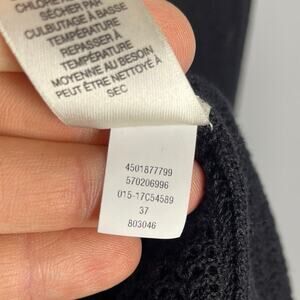 CHLORE
SÉCHER PAR
CULBUTAGE À BASSE
TEMPÉRATURE
REPASSER À
TEMPÉRATURE
MOYENNE AU BESOIN
PEUT ÊTRE NETTOYÉ À
SEC
4501877799
570206996
015-17C54589
37
803046